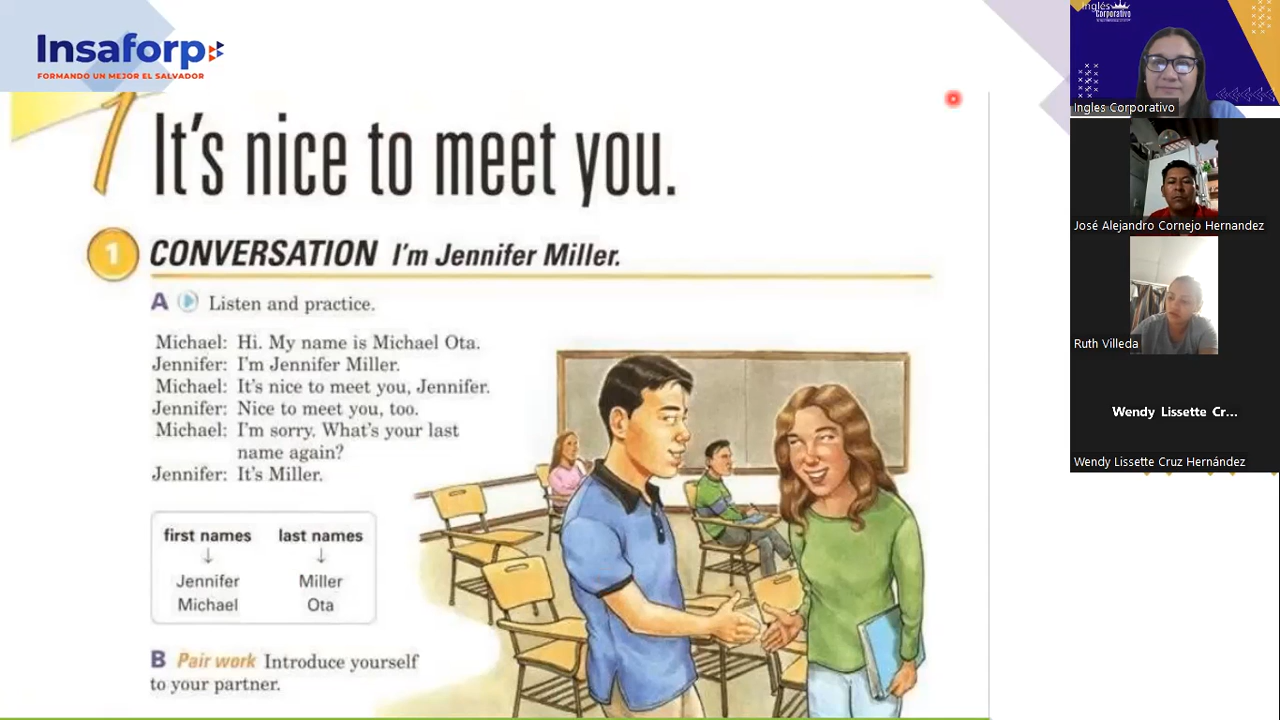 Insaforp
FORMANDO UN MEJOR EL SALVADOR
1
It's nice to meet you.
1 CONVERSATION I'm Jennifer Miller.
A Listen and practice.
Michael: Hi. My name is Michael Ota.
Jennifer: I'm Jennifer Miller.
Michael: It's nice to meet you, Jennifer.
Jennifer: Nice to meet you, too.
Michael: I'm sorry. What's your last
name again?
Jennifer: It's Miller.
first names last names
Jennifer Miller
Michael Ota
B Pair work Introduce yourself
to your partner.
Inglés
Corporativo
Ingles Corporativo
José Alejandro Cornejo Hernandez
Ruth Villeda
Wendy Lissette Cr...
Wendy Lissette Cruz Hernández